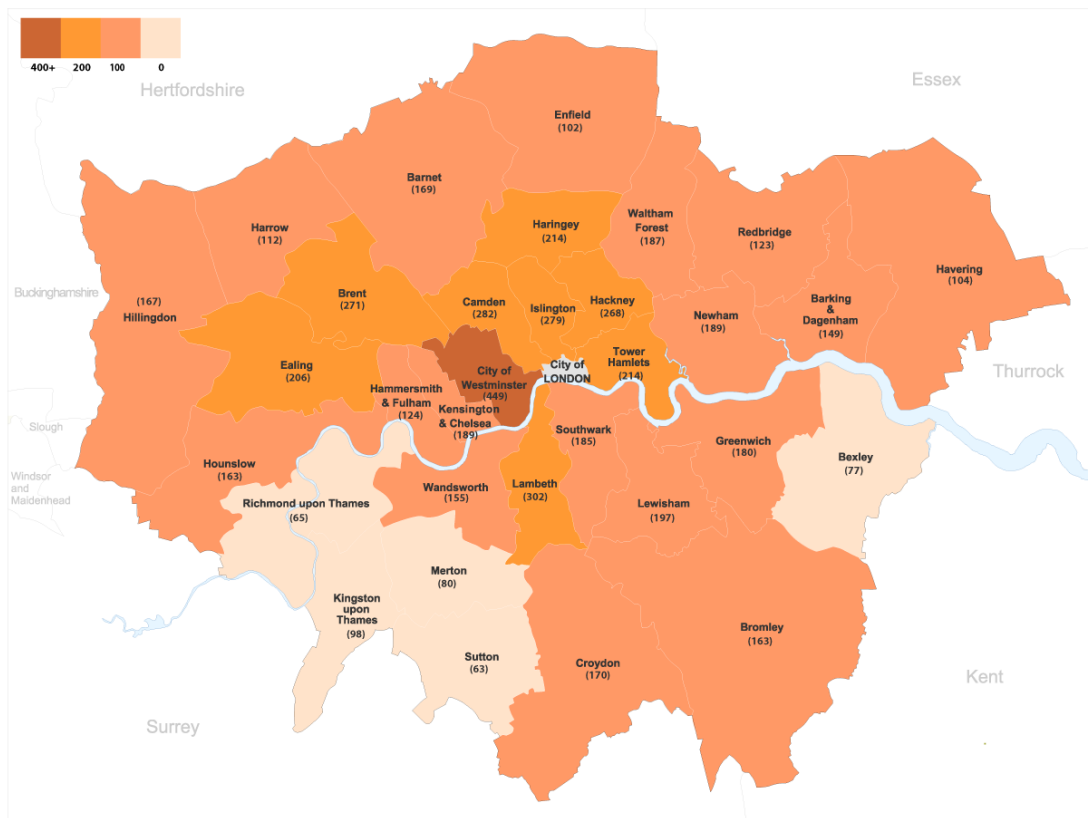 400+ 200 100 0
Hertfordshire
Essex
Enfield
(102)
Barnet
(169)
Harrow
(112)
Haringey
(214)
Waltham
Forest
(187)
Redbridge
(123)
Havering
(104)
Buckinghamshire
(167)
Hillingdon
Brent
(271)
Camden
(282)
Islington
(279)
Hackney
(268)
Newham
(189)
Barking
&
Dagenham
(149)
Ealing
(206)
City of
Westminster
(449)
City of
LONDON
Tower
Hamlets
(214)
Thurrock
Hammersmith
& Fulham
(124)
Kensington
& Chelsea
(189)
Slough
Windsor
and
Maidenhead
Hounslow
(163)
Southwark
(185)
Greenwich
(180)
Bexley
(77)
Richmond upon Thames
(65)
Wandsworth
(155)
Lambeth
(302)
Lewisham
(197)
Merton
(80)
Kingston
upon
Thames
(98)
Sutton
(63)
Croydon
(170)
Bromley
(163)
Surrey
Kent